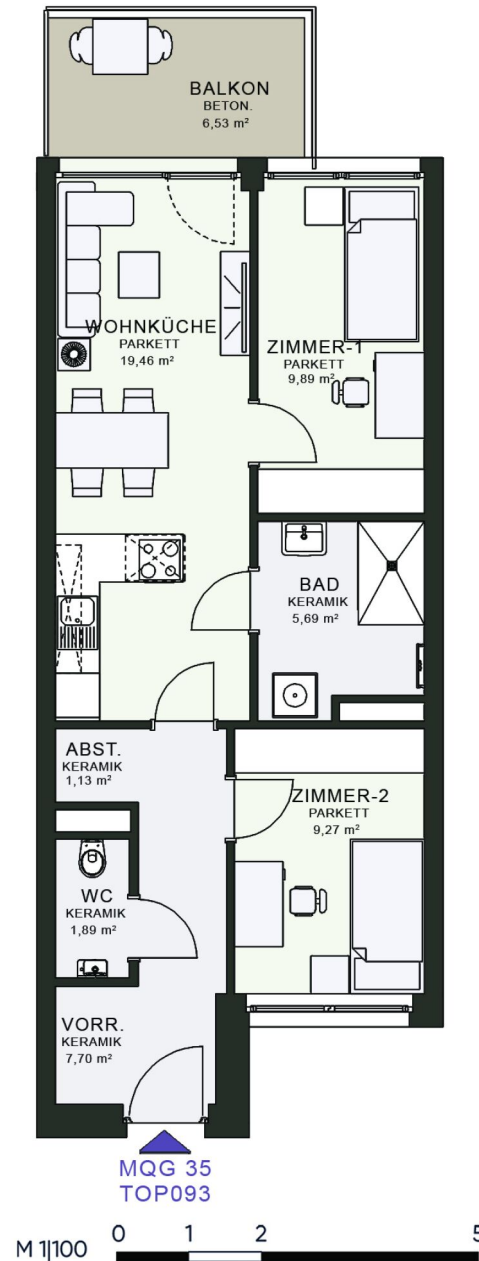 BALKON
BETON.
6,53 m²
WOHNKÜCHE
PARKETT
19,46 m²
ZIMMER-1
PARKETT
9,89 m²
BAD
KERAMIK
5,69 m²
ABST.
KERAMIK
1,13 m²
ZIMMER-2
PARKETT
9,27 m²
WC
KERAMIK
1,89 m²
VORR.
KERAMIK
7,70 m²
MQG 35
TOP093
M 1|100 0 1 2 5